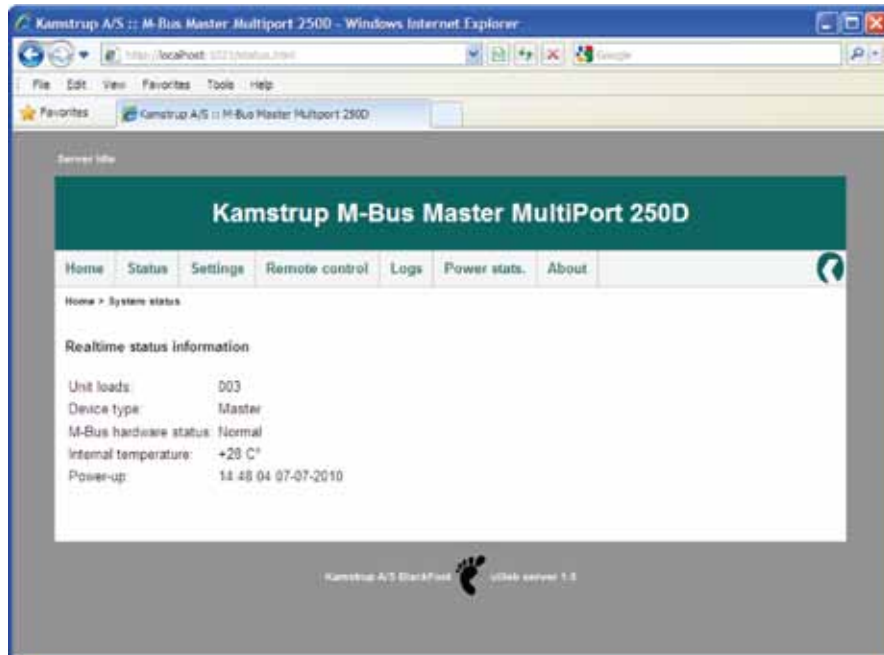 Kamstrup A/S :: M-Bus Master Multiport 250D - Windows Internet Explorer
Google
File Edit View Favorites Tools Help
Favorites Kamstrup A/S :: M-Bus Master Multiport 250D
Server Idle
Kamstrup M-Bus Master MultiPort 250D
Home Status Settings Remote control Logs Power stats. About
Home > System status
Realtime status information
Unit loads: 003
Device type: Master
M-Bus hardware status: Normal
Internal temperature: +28 C°
Power-up: 14:48:04 07-07-2010
Kamstrup A/S BlackFoot uWeb server 1.5